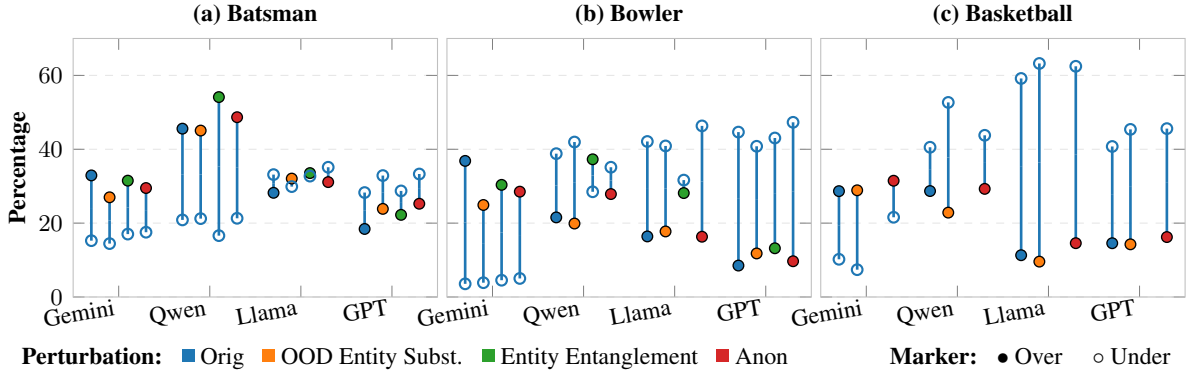 (a) Batsman (b) Bowler (c) Basketball
Percentage
60
40
20
0
Gemini Qwen Llama GPT Gemini Qwen Llama GPT Gemini Qwen Llama GPT
Perturbation: Orig OOD Entity Subst. Entity Entanglement Anon Marker: Over Under